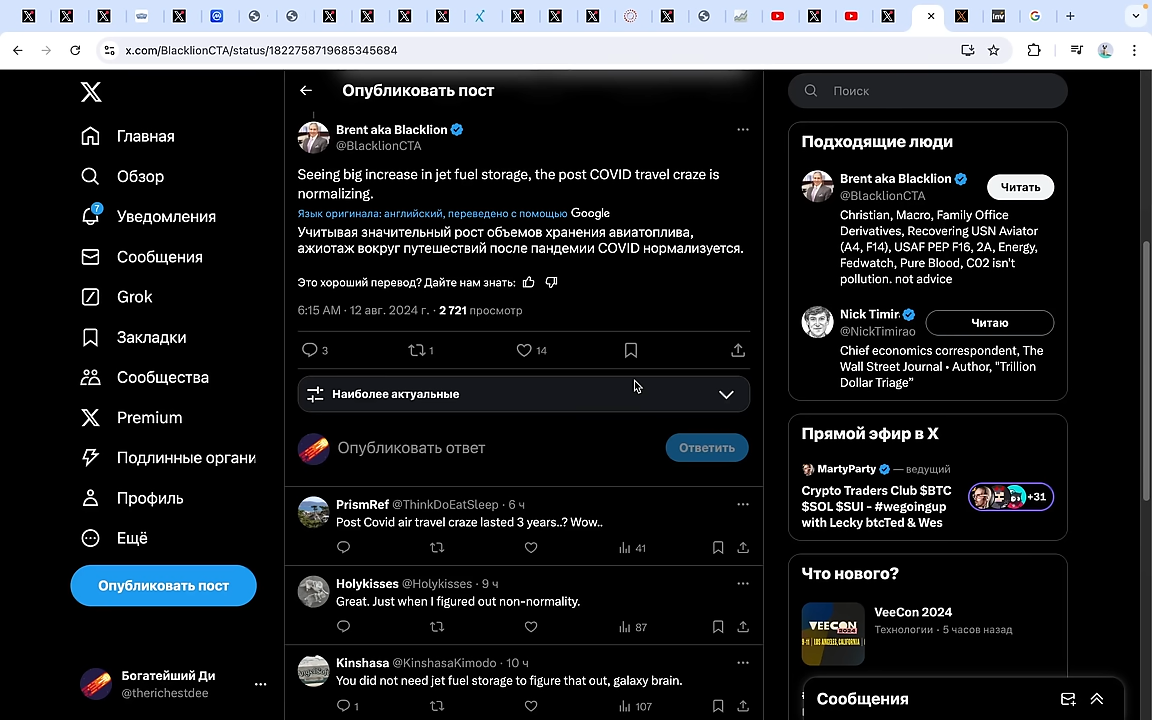 x.com/BlacklionCTA/status/1822758719685345684
Главная
Обзор
7
Уведомления
Сообщения
Grok
Закладки
Сообщества
Premium
Подлинные органи
Профиль
Ещё
Опубликовать пост
Богатейший Ди
@therichestdee
Опубликовать пост
Brent aka Blacklion
@BlacklionCTA
Seeing big increase in jet fuel storage, the post COVID travel craze is
normalizing.
Язык оригинала: английский, переведено с помощью Google
Учитывая значительный рост объемов хранения авиатоплива,
ажиотаж вокруг путешествий после пандемии COVID нормализуется.
Это хороший перевод? Дайте нам знать:
6:15 AM · 12 авг. 2024 г. · 2 721 просмотр
3 1 14
Наиболее актуальные
Опубликовать ответ
Ответить
PrismRef @ThinkDoEatSleep · 6 ч
Post Covid air travel craze lasted 3 years..? Wow..
41
Holykisses @Holykisses · 9 ч
Great. Just when I figured out non-normality.
87
Kinshasa @KinshasaKimodo · 10 ч
You did not need jet fuel storage to figure that out, galaxy brain.
1 107
Поиск
Подходящие люди
Brent aka Blacklion
@BlacklionCTA
Читать
Christian, Macro, Family Office
Derivatives, Recovering USN Aviator
(A4, F14), USAF PEP F16, 2A, Energy,
Fedwatch, Pure Blood, C02 isn't
pollution. not advice
Nick Timir
@NickTimirao
Читаю
Chief economics correspondent, The
Wall Street Journal • Author, "Trillion
Dollar Triage"
Прямой эфир в X
MartyParty — ведущий
Crypto Traders Club $BTC
$SOL $SUI - #wegoingup
with Lecky btcTed & Wes
+31
Что нового?
VEECON
VeeCon 2024
Технологии · 5 часов назад
Сообщения